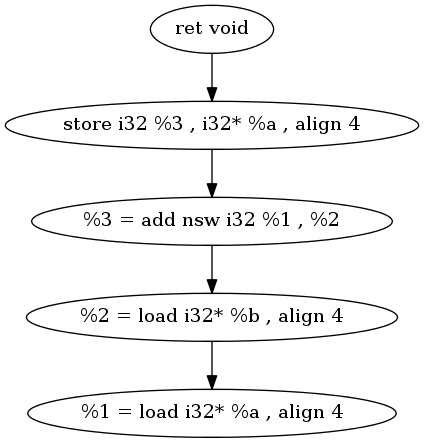 ret void
store i32 %3 , i32* %a , align 4
%3 = add nsw i32 %1 , %2
%2 = load i32* %b , align 4
%1 = load i32* %a , align 4